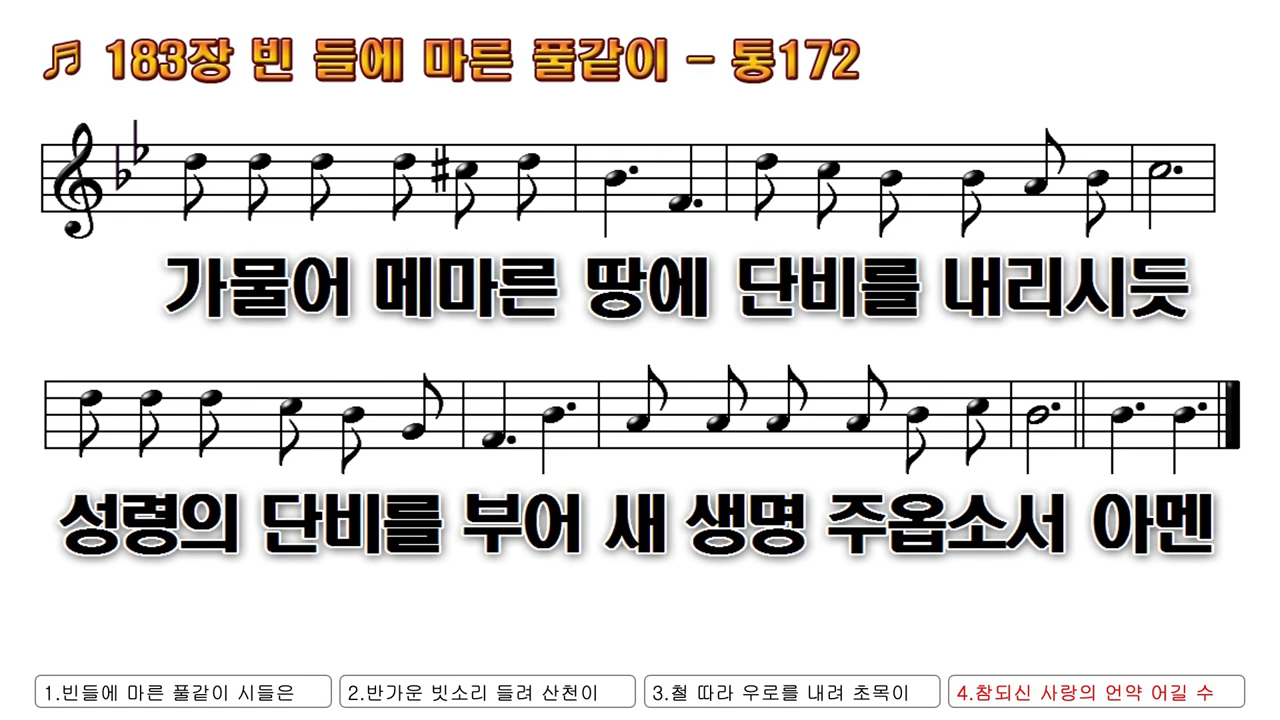 ♬ 183장 빈 들에 마른 풀같이 - 통172
가물어 메마른 땅에 단비를 내리시듯
성령의 단비를 부어 새 생명 주옵소서 아멘
1.빈들에 마른 풀같이 시들은
2.반가운 빗소리 들려 산천이
3.철 따라 우로를 내려 초목이
4.참되신 사랑의 언약 어길 수